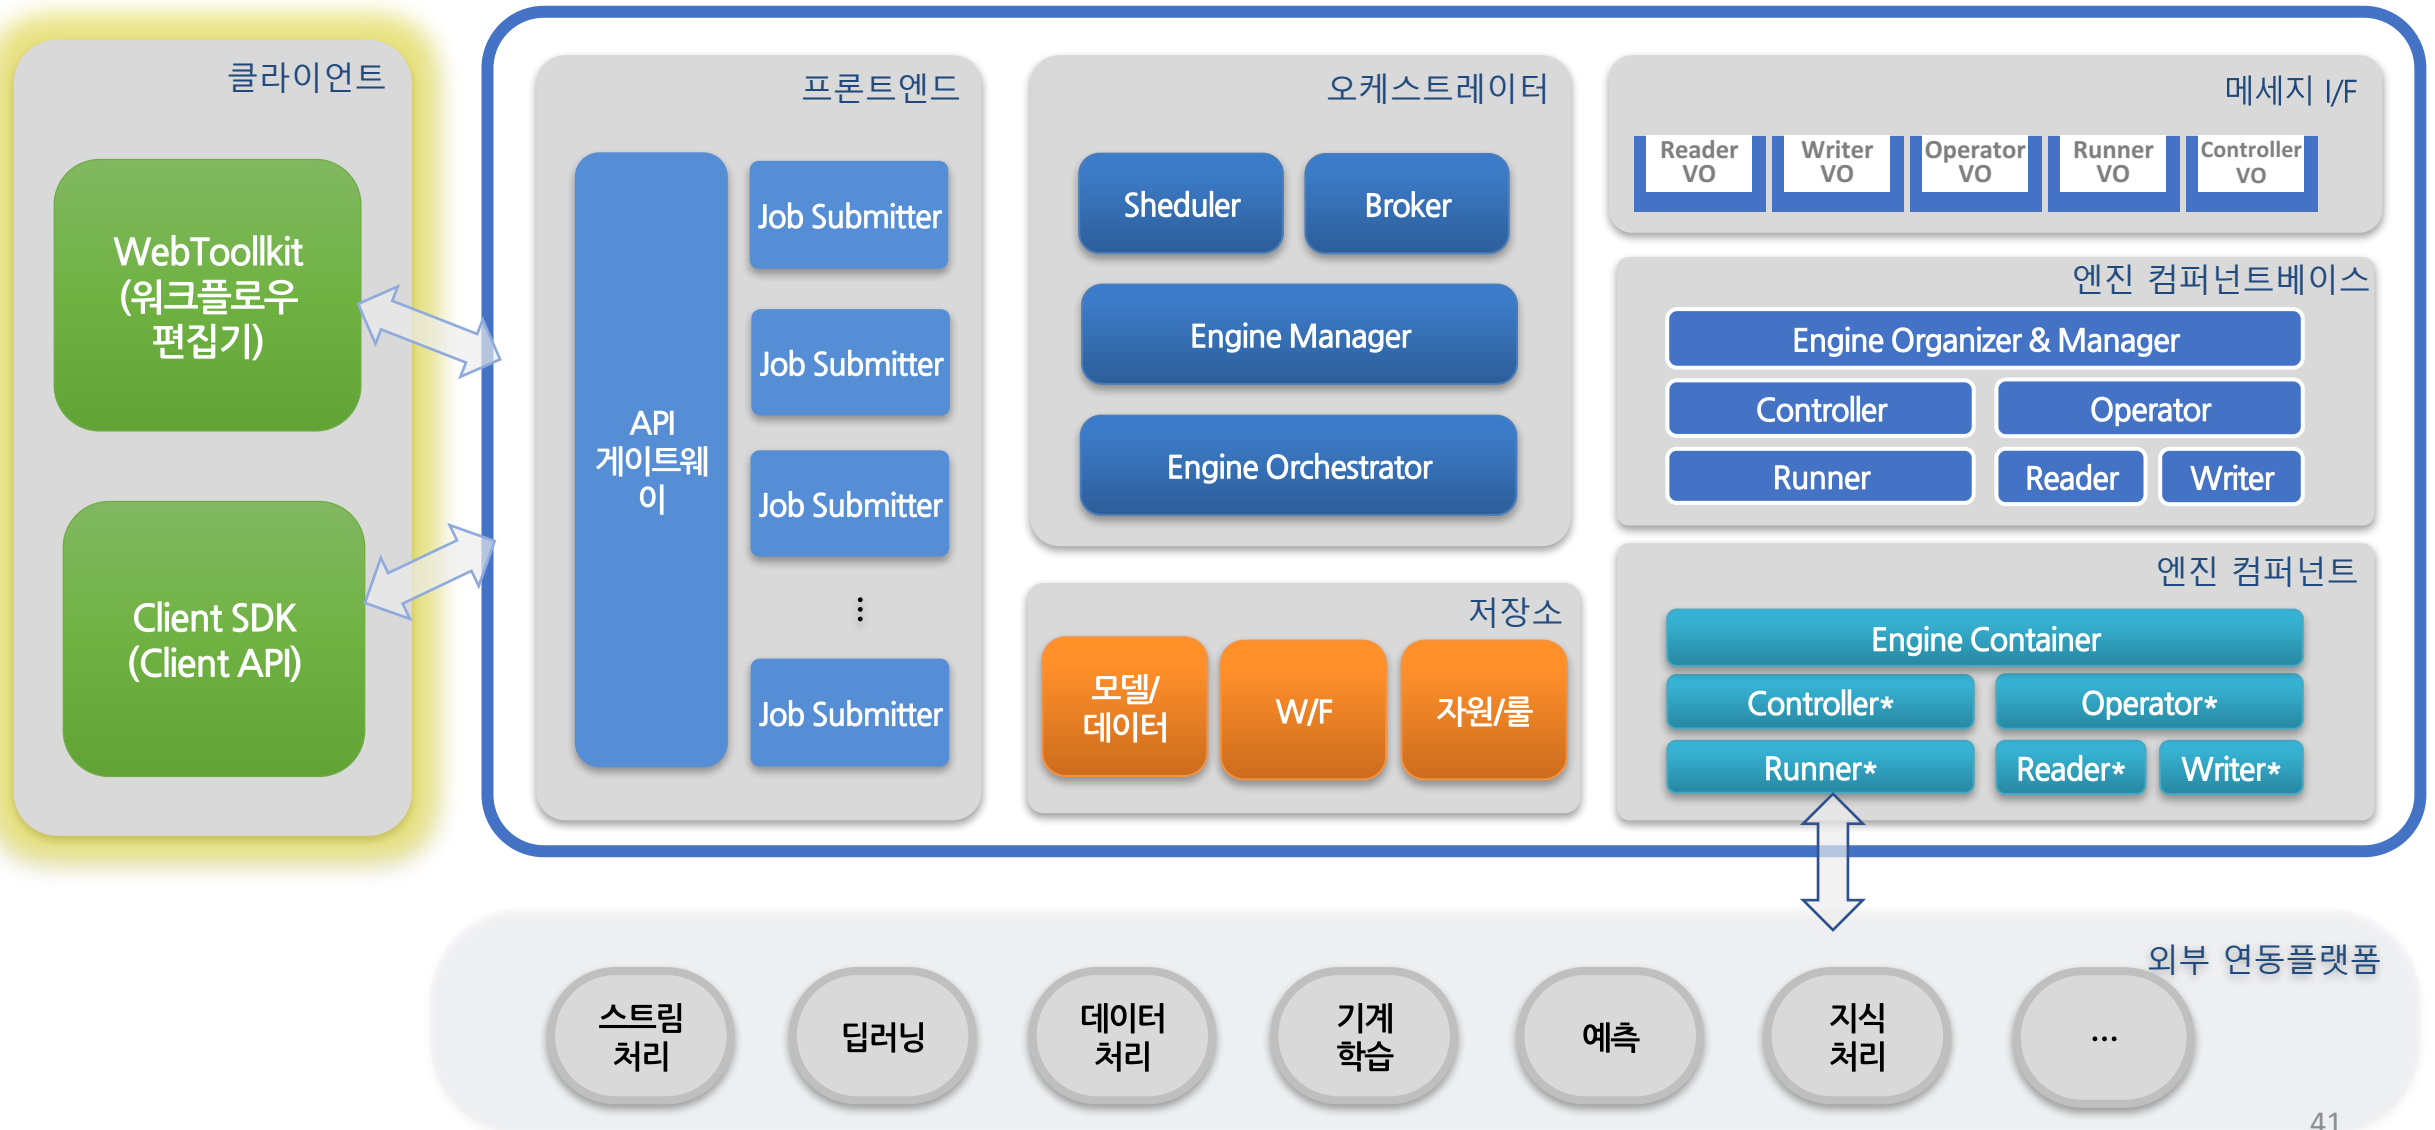 클라이언트
WebToollkit
(워크플로우
편집기)
Client SDK
(Client API)
프론트엔드
API
게이트웨
이
Job Submitter
Job Submitter
Job Submitter
⋮
Job Submitter
오케스트레이터
Sheduler
Broker
Engine Manager
Engine Orchestrator
저장소
모델/
데이터
W/F
자원/룰
메세지 I/F
Reader
VO
Writer
VO
Operator
VO
Runner
VO
Controller
VO
엔진 컴퍼넌트베이스
Engine Organizer & Manager
Controller
Operator
Runner
Reader
Writer
엔진 컴퍼넌트
Engine Container
Controller*
Operator*
Runner*
Reader*
Writer*
외부 연동플랫폼
스트림
처리
딥러닝
데이터
처리
기계
학습
예측
지식
처리
...
41